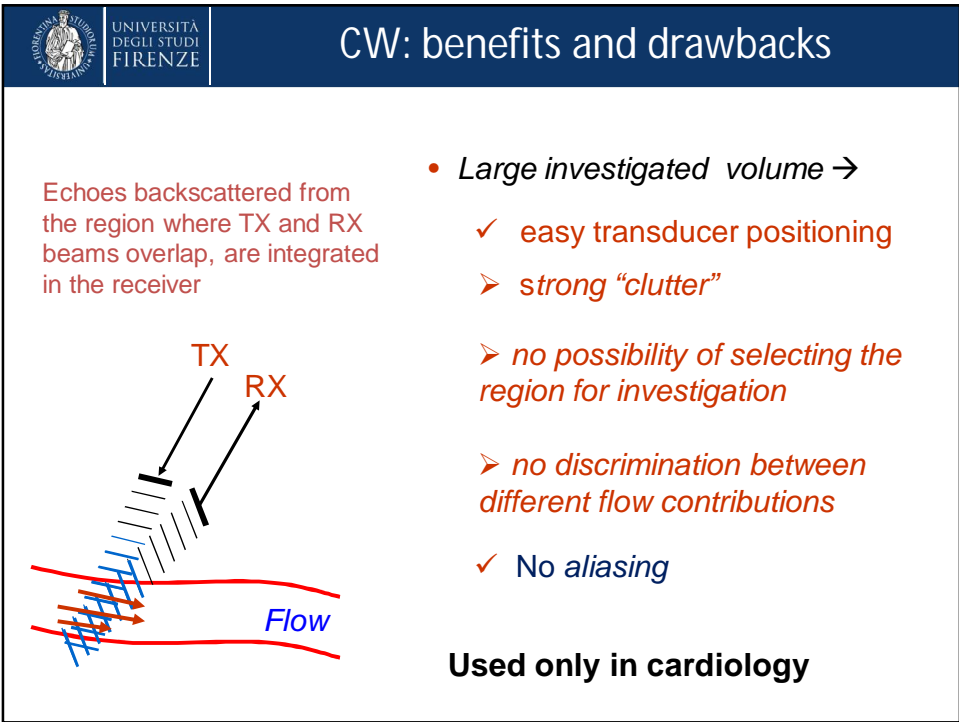 UNIVERSITÀ
DEGLI STUDI
FIRENZE
CW: benefits and drawbacks
Echoes backscattered from
the region where TX and RX
beams overlap, are integrated
in the receiver
TX
RX
Flow
• Large investigated volume →
✓ easy transducer positioning
➢ strong “clutter”
➢ no possibility of selecting the
region for investigation
➢ no discrimination between
different flow contributions
✓ No aliasing
Used only in cardiology